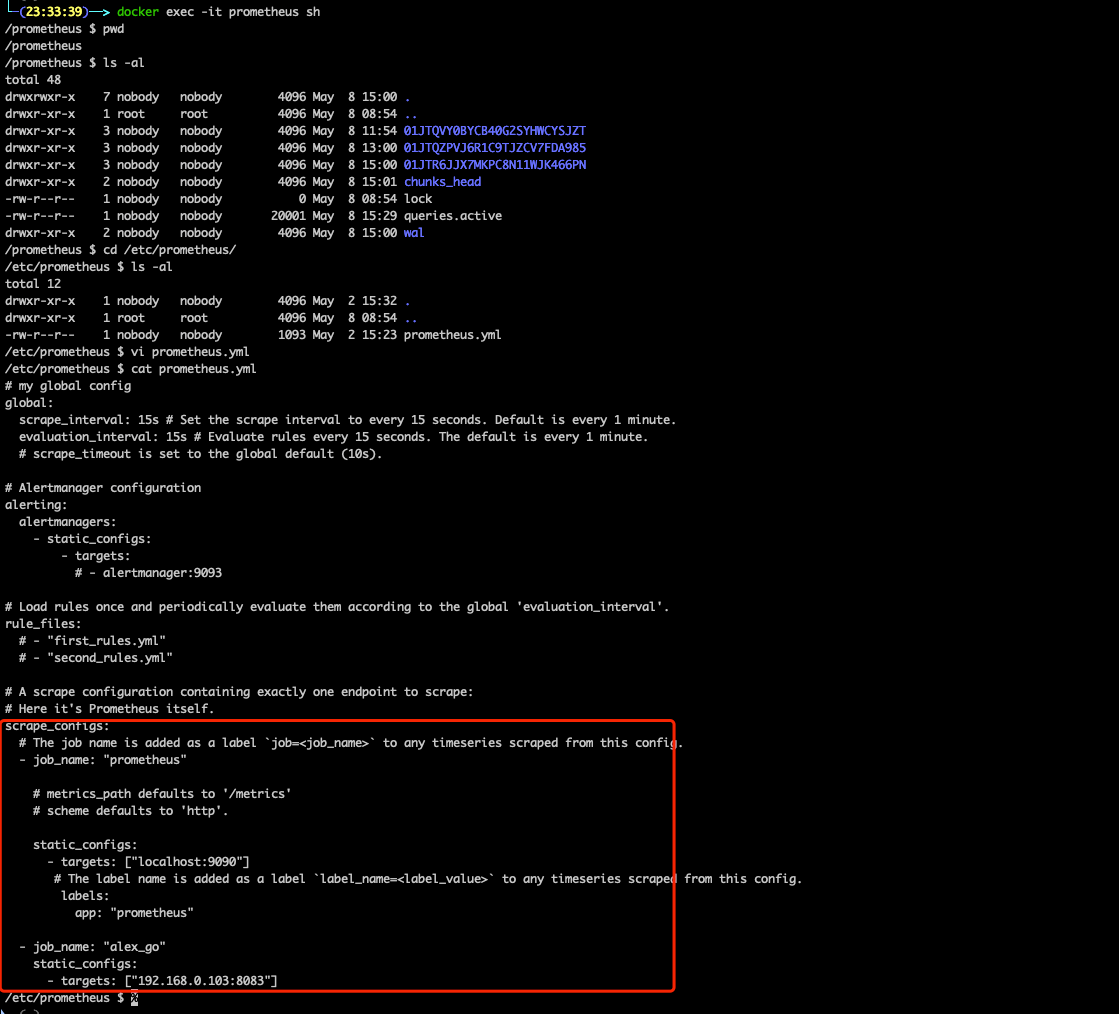 (23:33:39)—> docker exec -it prometheus sh
/prometheus $ pwd
/prometheus
/prometheus $ ls -al
total 48
drwxrwxr-x    7 nobody   nobody        4096 May  8 15:00 .
drwxr-xr-x    1 root     root          4096 May  8 08:54 ..
drwxr-xr-x    3 nobody   nobody        4096 May  8 11:54 01JTQVY0BYCB40G2SYHWCYSJZT
drwxr-xr-x    3 nobody   nobody        4096 May  8 13:00 01JTQZPVJ6R1C9TJZCV7FDA985
drwxr-xr-x    3 nobody   nobody        4096 May  8 15:00 01JTR6JJX7MKPC8N11WJK466PN
drwxr-xr-x    2 nobody   nobody        4096 May  8 15:01 chunks_head
-rw-r--r--    1 nobody   nobody           0 May  8 08:54 lock
-rw-r--r--    1 nobody   nobody       20001 May  8 15:29 queries.active
drwxr-xr-x    2 nobody   nobody        4096 May  8 15:00 wal
/prometheus $ cd /etc/prometheus/
/etc/prometheus $ ls -al
total 12
drwxr-xr-x    1 nobody   nobody        4096 May  2 15:32 .
drwxr-xr-x    1 root     root          4096 May  8 08:54 ..
-rw-r--r--    1 nobody   nobody        1093 May  2 15:23 prometheus.yml
/etc/prometheus $ vi prometheus.yml
/etc/prometheus $ cat prometheus.yml
# my global config
global:
  scrape_interval: 15s # Set the scrape interval to every 15 seconds. Default is every 1 minute.
  evaluation_interval: 15s # Evaluate rules every 15 seconds. The default is every 1 minute.
  # scrape_timeout is set to the global default (10s).

# Alertmanager configuration
alerting:
  alertmanagers:
    - static_configs:
        - targets:
          # - alertmanager:9093

# Load rules once and periodically evaluate them according to the global 'evaluation_interval'.
rule_files:
  # - "first_rules.yml"
  # - "second_rules.yml"

# A scrape configuration containing exactly one endpoint to scrape:
# Here it's Prometheus itself.
scrape_configs:
  # The job name is added as a label `job=<job_name>` to any timeseries scraped from this config.
  - job_name: "prometheus"

    # metrics_path defaults to '/metrics'
    # scheme defaults to 'http'.

    static_configs:
      - targets: ["localhost:9090"]
       # The label name is added as a label `label_name=<label_value>` to any timeseries scraped from this config.
        labels:
          app: "prometheus"

  - job_name: "alex_go"
    static_configs:
      - targets: ["192.168.0.103:8083"]
/etc/prometheus $